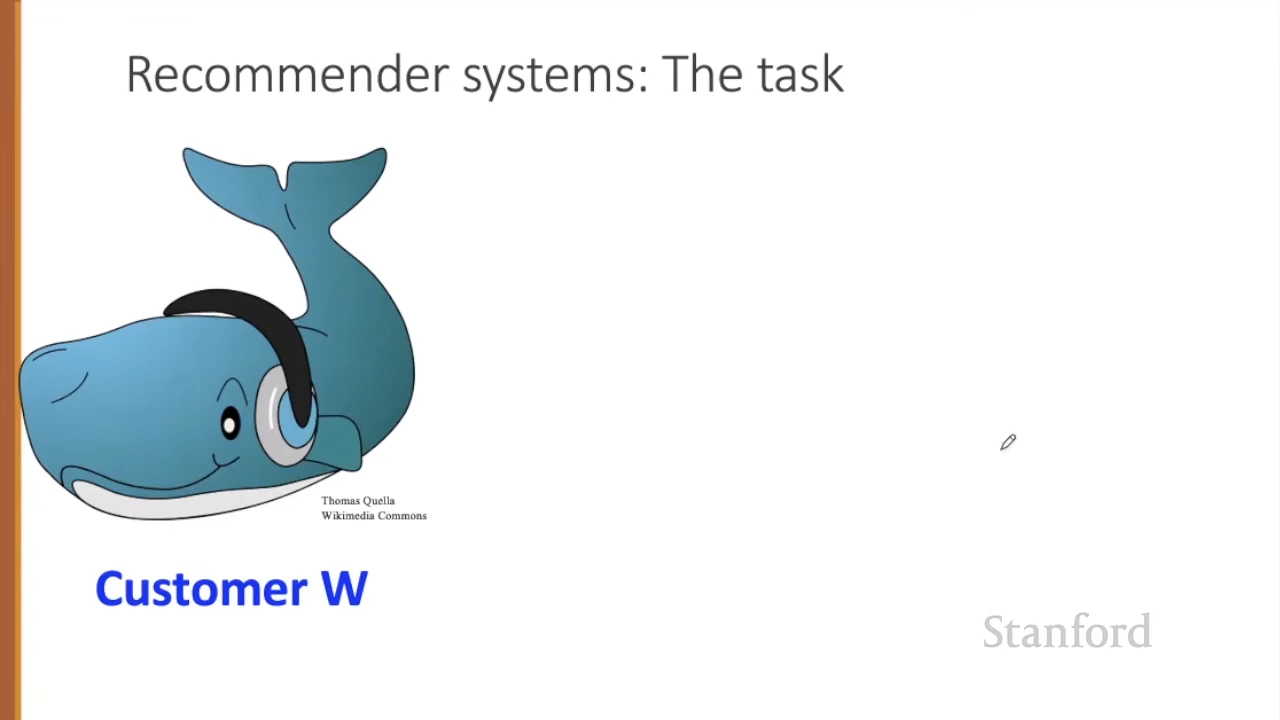 Recommender systems: The task
Thomas Quella
Wikimedia Commons
Customer W
Stanford